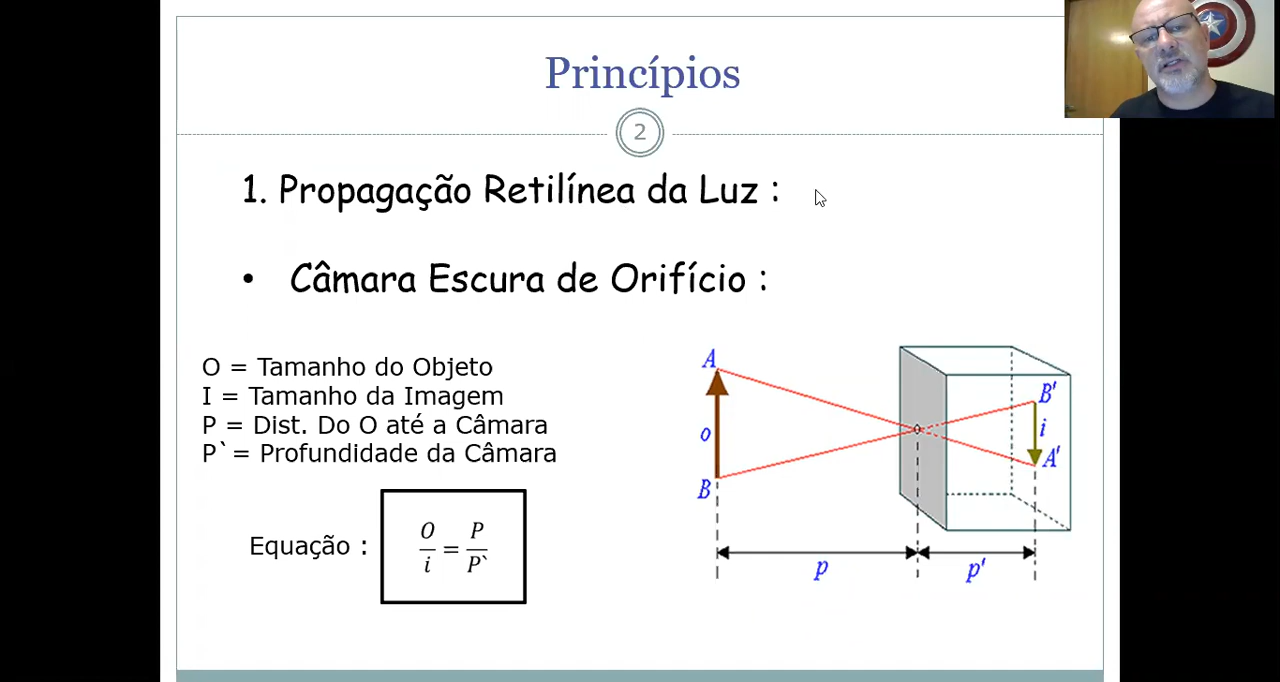 Princípios
2
1. Propagação Retilínea da Luz :
• Câmara Escura de Orifício :
O = Tamanho do Objeto
I = Tamanho da Imagem
P = Dist. Do O até a Câmara
P` = Profundidade da Câmara
Equação :
O/i = P/P`
A
o
B
B'
i
A'
p
p'